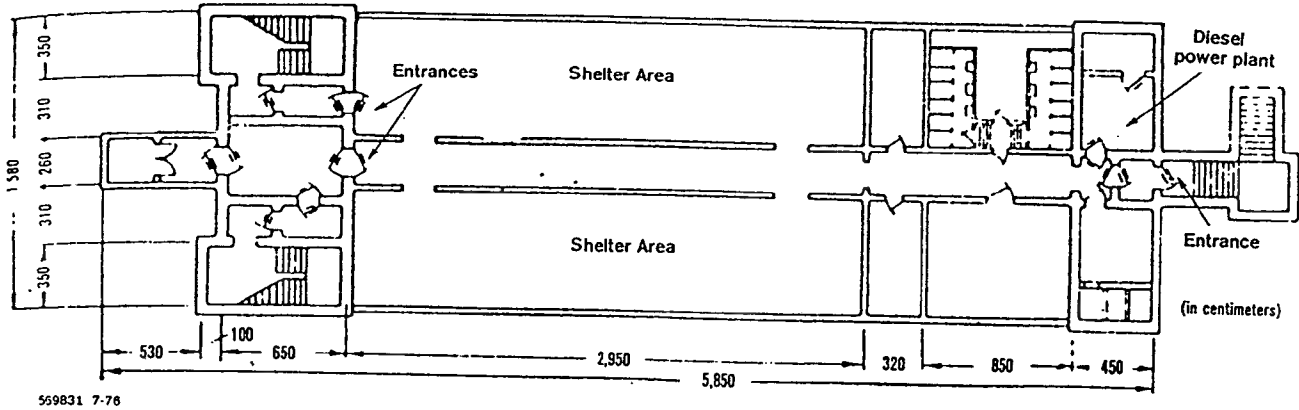 Diesel
power plant
Entrances
Shelter Area
350
310
260
310
350
1 580
Shelter Area
Entrance
(in centimeters)
100
530
650
2,950
320
850
450
5,850
559831 7-76